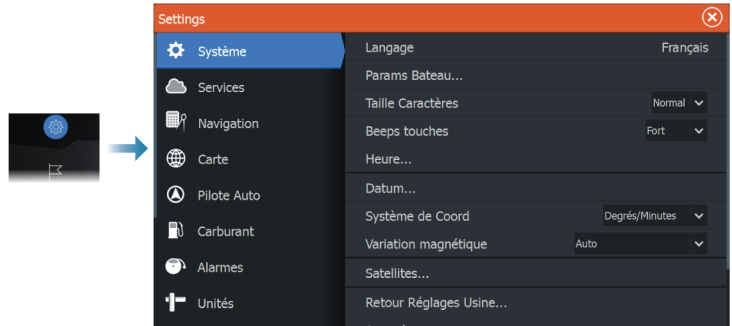 Settings
Système
Services
Navigation
Carte
Pilote Auto
Carburant
Alarmes
Unités
Langage Français
Params Bateau...
Taille Caractères Normal
Beeps touches Fort
Heure...
Datum...
Système de Coord Degrés/Minutes
Variation magnétique Auto
Satellites...
Retour Réglages Usine...